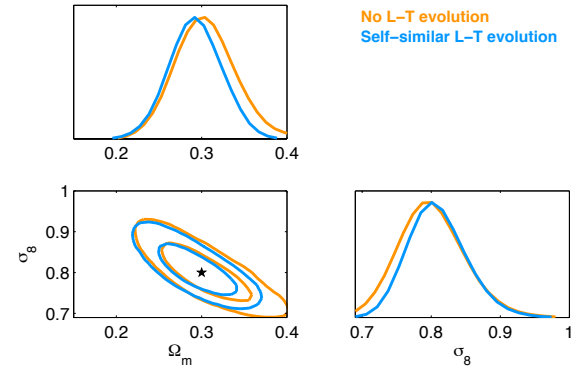 No L-T evolution
Self-similar L-T evolution
0.2 0.3 0.4
1
0.9
0.8
0.7
σ8
0.2 0.3 0.4
Ωm
0.7 0.8 0.9 1
σ8